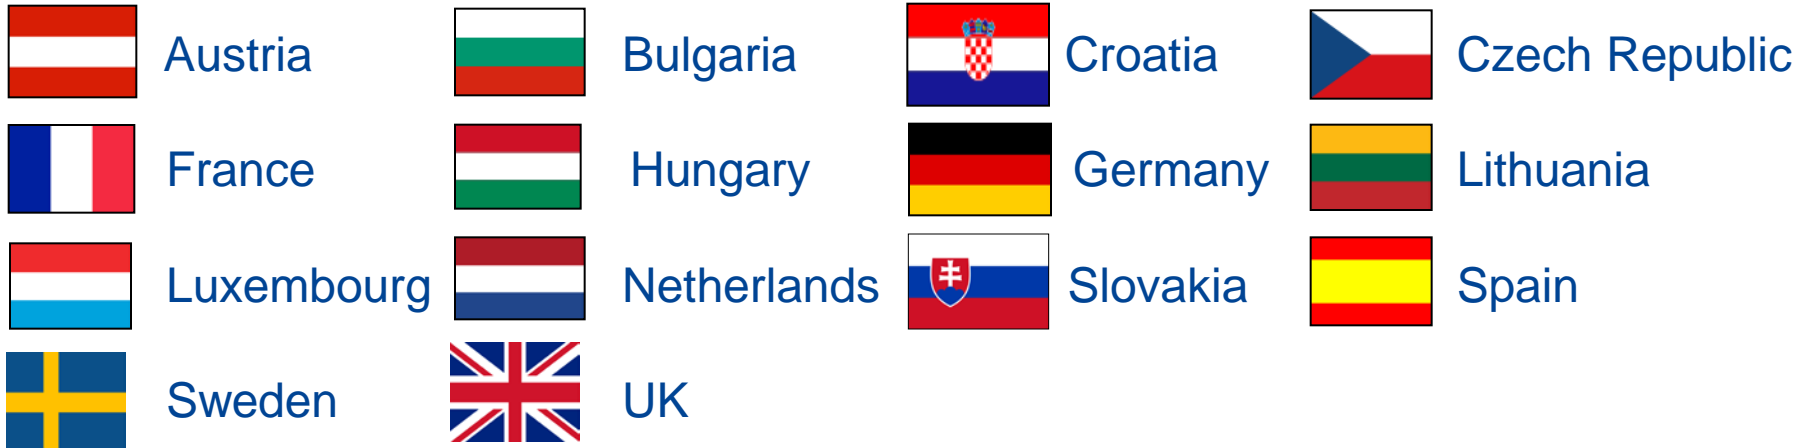 Austria Bulgaria Croatia Czech Republic
France Hungary Germany Lithuania
Luxembourg Netherlands Slovakia Spain
Sweden UK